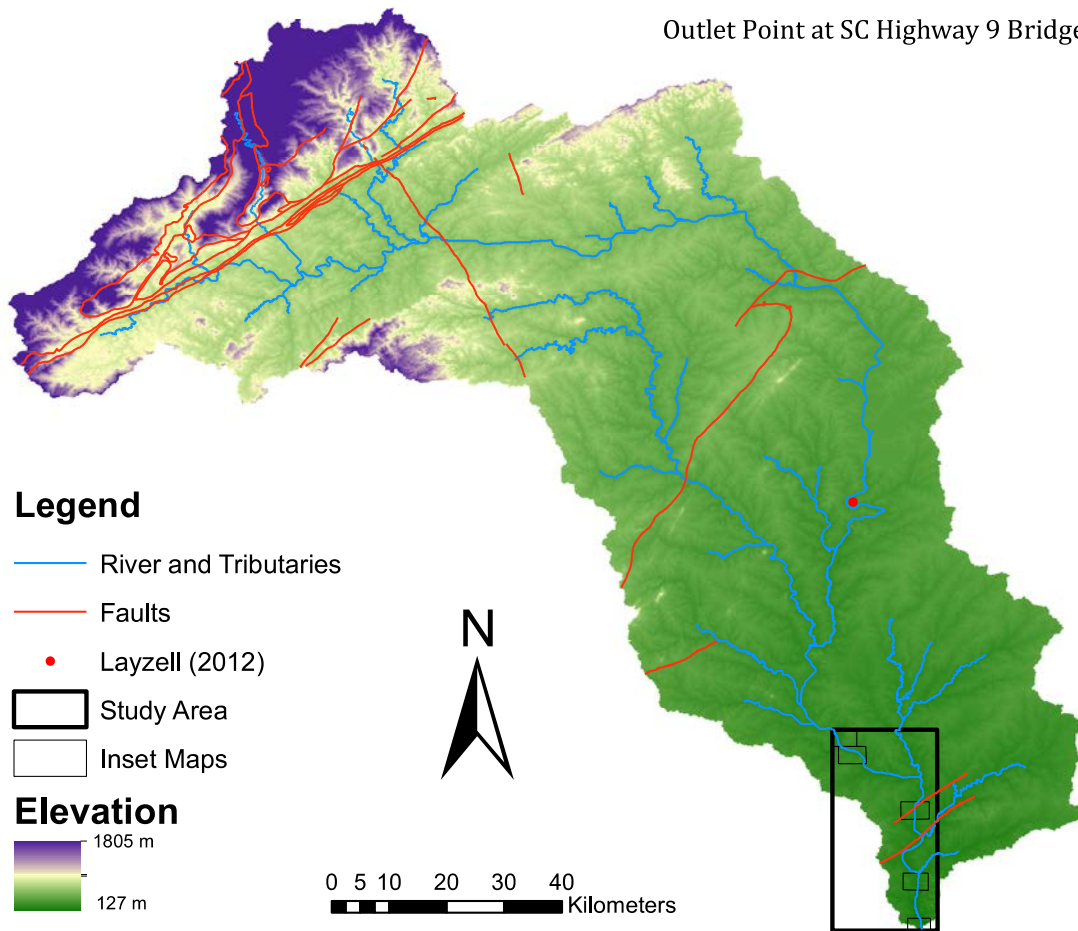 Outlet Point at SC Highway 9 Bridge
Legend
River and Tributaries
Faults
Layzell (2012)
Study Area
Inset Maps
Elevation
1805 m
127 m
N
0 5 10 20 30 40
Kilometers